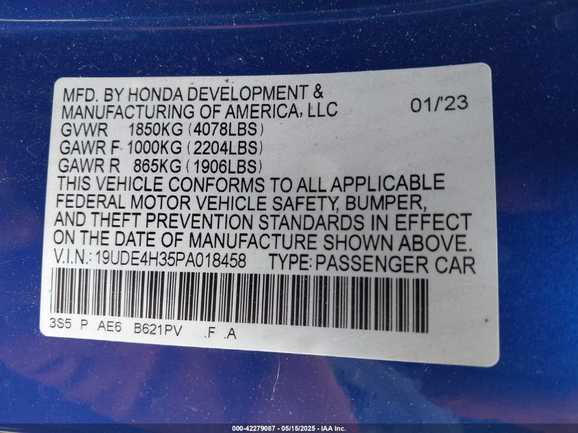 MFD. BY HONDA DEVELOPMENT &
MANUFACTURING OF AMERICA, LLC 01/23
GVWR 1850KG (4078LBS)
GAWR F 1000KG (2204LBS)
GAWR R 865KG (1906LBS)
THIS VEHICLE CONFORMS TO ALL APPLICABLE
FEDERAL MOTOR VEHICLE SAFETY, BUMPER,
AND THEFT PREVENTION STANDARDS IN EFFECT
ON THE DATE OF MANUFACTURE SHOWN ABOVE.
V.I.N.: 19UDE4H35PA018458 TYPE: PASSENGER CAR
3S5 P AE6 B621PV .F .A
000-42279087 - 05/15/2025 - IAA Inc.